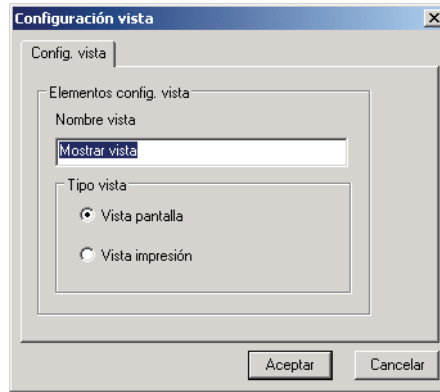 Configuración vista
Config. vista
Elementos config. vista
Nombre vista
Mostrar vista
Tipo vista
Vista pantalla
Vista impresión
Aceptar
Cancelar